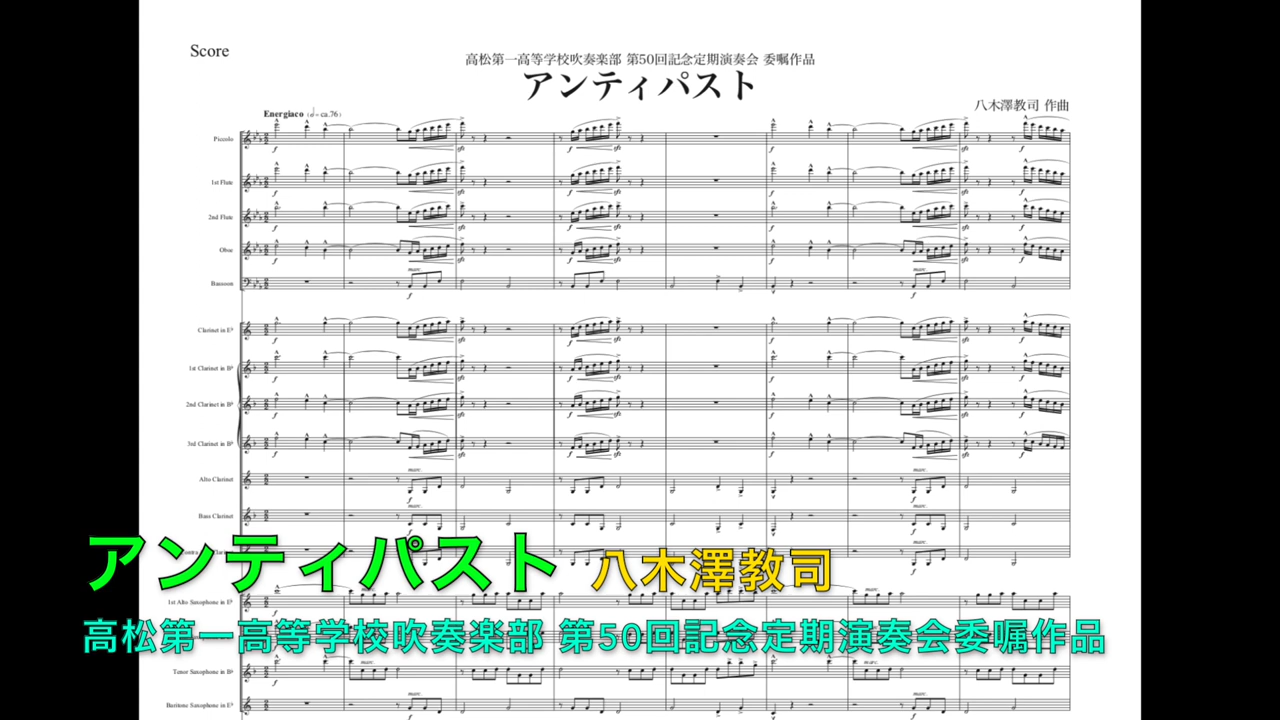 Score
高松第一高等学校吹奏楽部 第50回記念定期演奏会 委嘱作品
アンティパスト
八木澤教司 作曲
Energiaco (𝅗𝅥 = ca.76)
Piccolo
1st Flute
2nd Flute
Oboe
Bassoon
Clarinet in E♭
1st Clarinet in B♭
2nd Clarinet in B♭
3rd Clarinet in B♭
Alto Clarinet
Bass Clarinet
アンティパスト 八木澤教司
1st Alto Saxophone in E♭
高松第一高等学校吹奏楽部 第50回記念定期演奏会委嘱作品
Tenor Saxophone in B♭
Baritone Saxophone in E♭